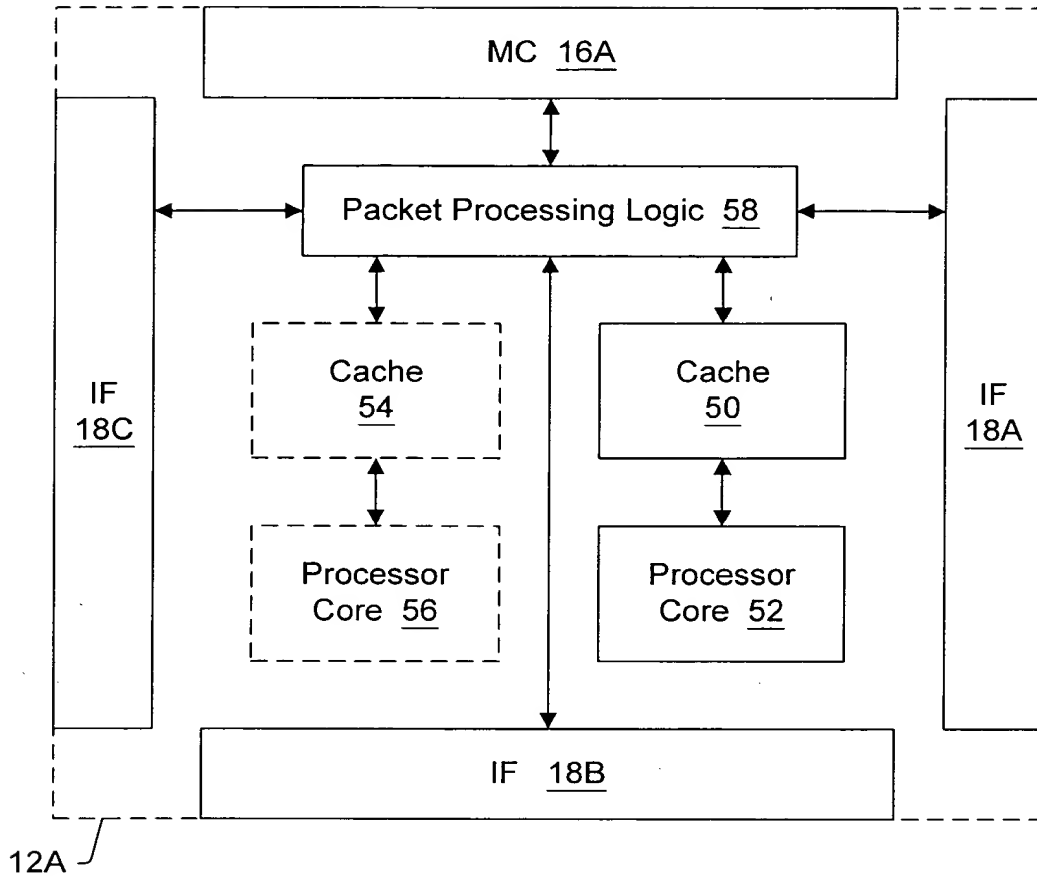 MC 16A
Packet Processing Logic 58
Cache
54
Cache
50
IF
18C
IF
18A
Processor
Core 56
Processor
Core 52
IF 18B
12A